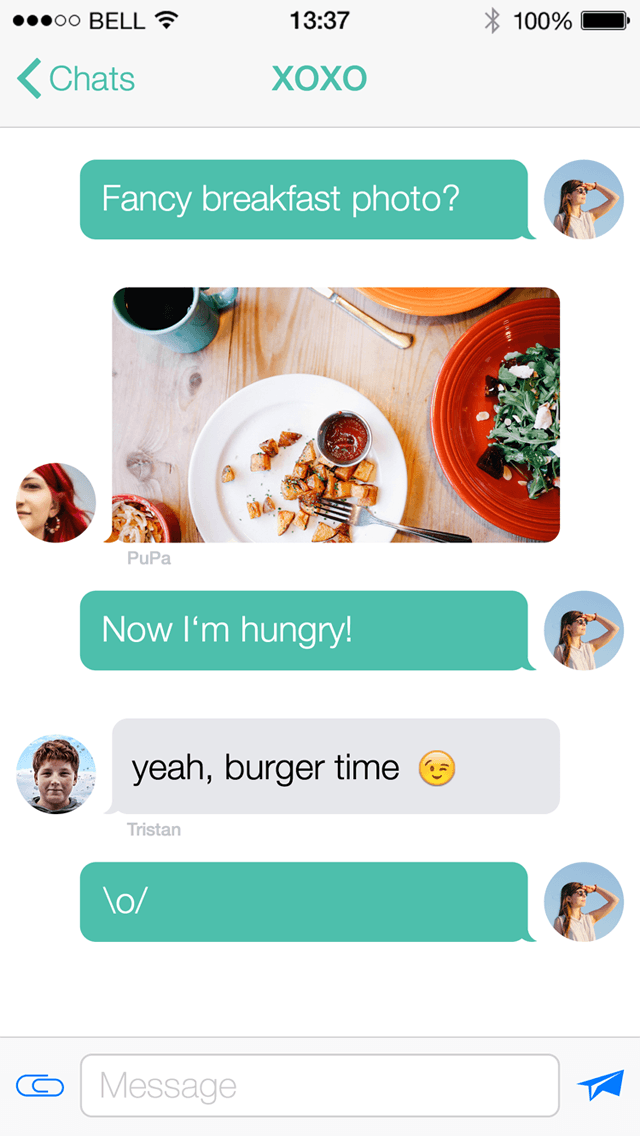 BELL 13:37 100%
Chats XOXO
Fancy breakfast photo?
PuPa
Now I‘m hungry!
yeah, burger time 😉
Tristan
\o/
Message